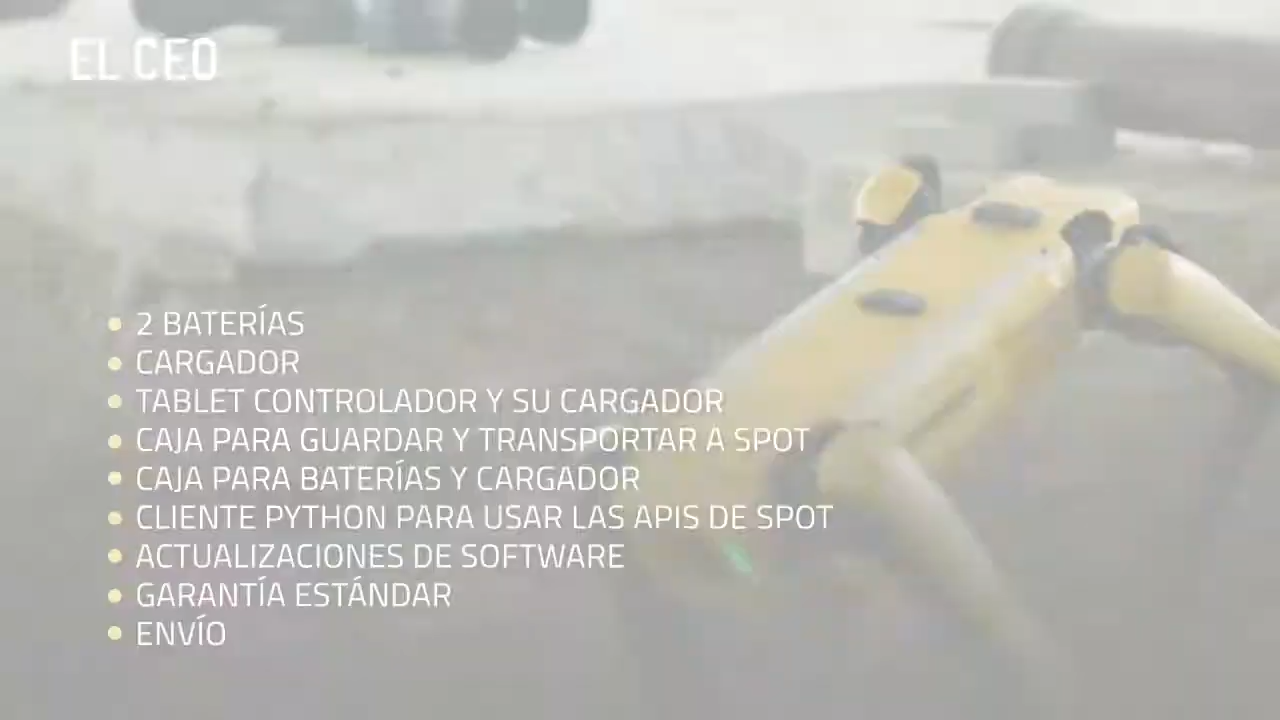 EL CEO
2 BATERÍAS
CARGADOR
TABLET CONTROLADOR Y SU CARGADOR
CAJA PARA GUARDAR Y TRANSPORTAR A SPOT
CAJA PARA BATERÍAS Y CARGADOR
CLIENTE PYTHON PARA USAR LAS APIS DE SPOT
ACTUALIZACIONES DE SOFTWARE
GARANTÍA ESTÁNDAR
ENVÍO